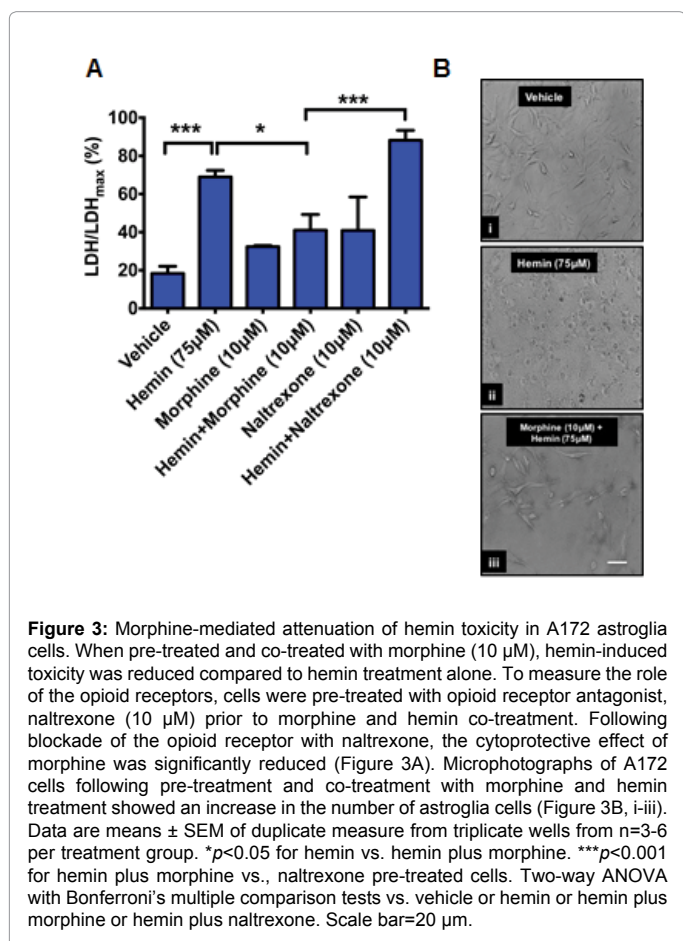 A
B
100
80
60
40
20
0
LDH/LDHmax (%)
***
*
***
Vehicle
Hemin (75µM)
Morphine (10µM)
Hemin+Morphine (10µM)
Naltrexone (10µM)
Hemin+Naltrexone (10µM)
Vehicle
i
Hemin (75µM)
ii
Morphine (10µM) +
Hemin (75µM)
iii
Figure 3: Morphine-mediated attenuation of hemin toxicity in A172 astroglia
cells. When pre-treated and co-treated with morphine (10 µM), hemin-induced
toxicity was reduced compared to hemin treatment alone. To measure the role
of the opioid receptors, cells were pre-treated with opioid receptor antagonist,
naltrexone (10 µM) prior to morphine and hemin co-treatment. Following
blockade of the opioid receptor with naltrexone, the cytoprotective effect of
morphine was significantly reduced (Figure 3A). Microphotographs of A172
cells following pre-treatment and co-treatment with morphine and hemin
treatment showed an increase in the number of astroglia cells (Figure 3B, i-iii).
Data are means ± SEM of duplicate measure from triplicate wells from n=3-6
per treatment group. *p<0.05 for hemin vs. hemin plus morphine. ***p<0.001
for hemin plus morphine vs., naltrexone pre-treated cells. Two-way ANOVA
with Bonferroni's multiple comparison tests vs. vehicle or hemin or hemin plus
morphine or hemin plus naltrexone. Scale bar=20 µm.